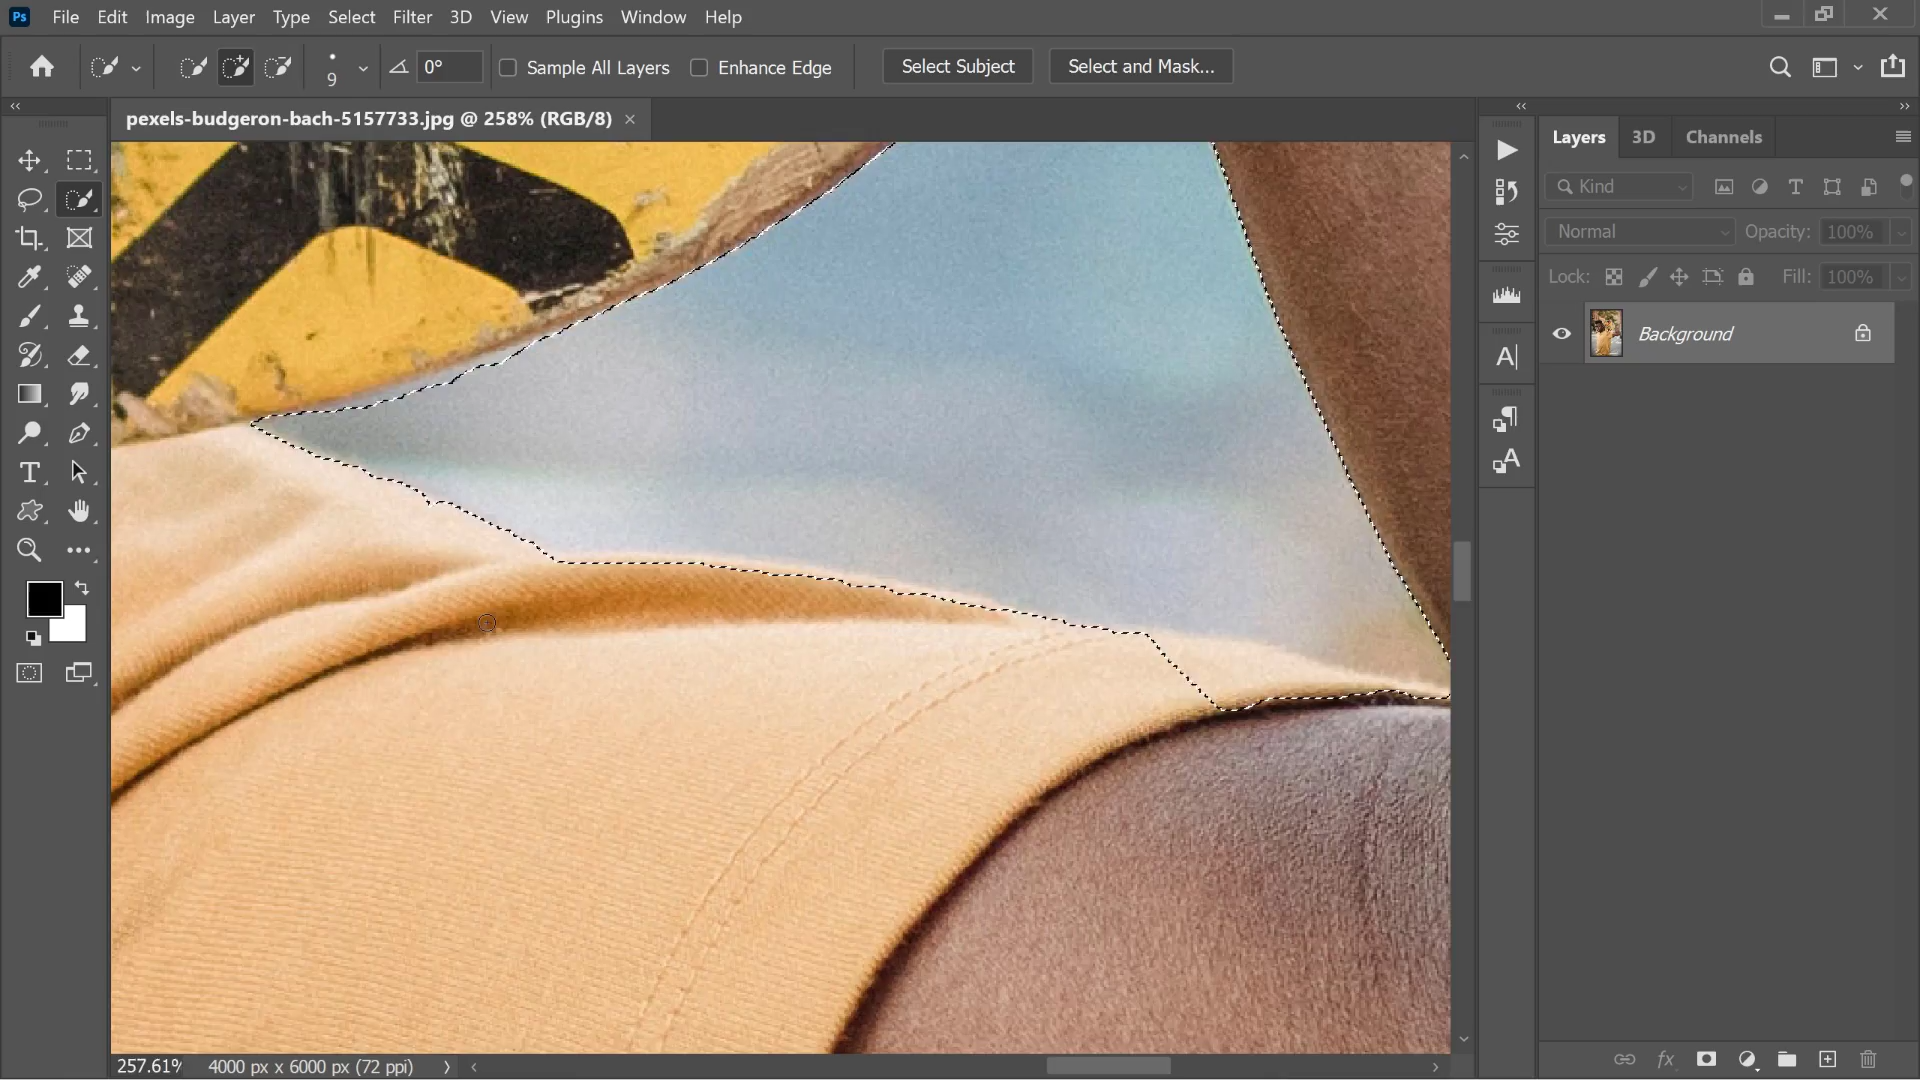 Ps File Edit Image Layer Select Type Filter 3D View Plugins Window Help
9 0° Sample All Layers Enhance Edge Select Subject Select and Mask...
pexels-budgeron-bach-5157733.jpg @ 258% (RGB/8) ×
Layers 3D Channels
Kind
Normal Opacity: 100%
Lock: Fill: 100%
Background
257.61% 4000 px x 6000 px (72 ppi)